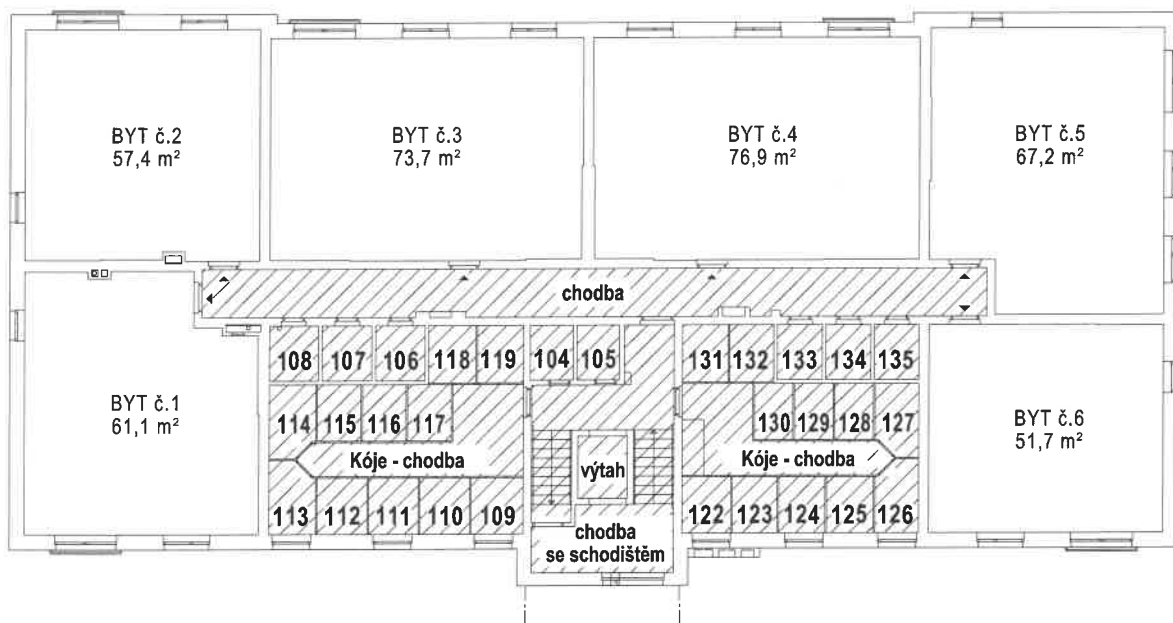 BYT č.2
57,4 m²
BYT č.3
73,7 m²
BYT č.4
76,9 m²
BYT č.5
67,2 m²
chodba
108 107 106 118 119 104 105 131 132 133 134 135
BYT č.1
61,1 m²
114 115 116 117
130 129 128 127
BYT č.6
51,7 m²
Kóje - chodba
výtah
Kóje - chodba
113 112 111 110 109
122 123 124 125 126
chodba
se schodištěm